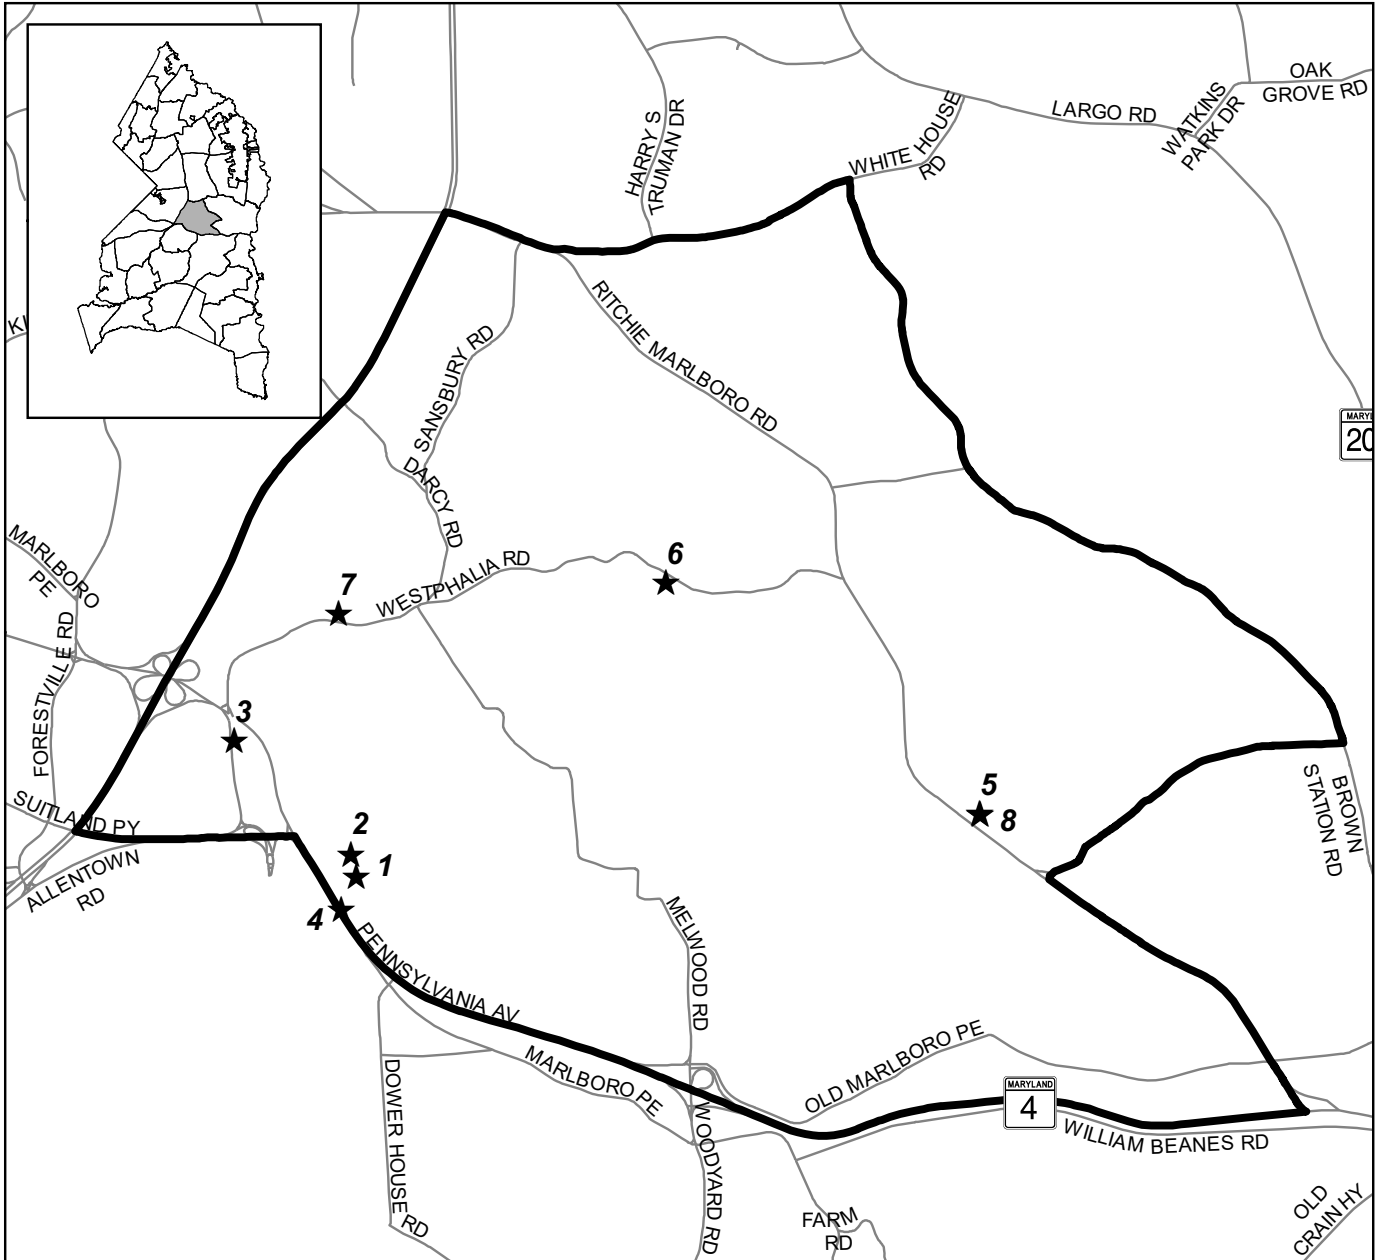 OAK
GROVE RD
WATKINS
PARK DR
LARGO RD
WHITE HOUSE
RD
HARRY S
TRUMAN DR
RITCHIE MARLBORO RD
SANSBURY RD
KI
DARCY RD
MARYL
20
MARLBORO
PE
WESTPHALIA RD
6
7
FORESTVILLE RD
3
5
8
BROWN
STATION RD
SUITLAND PY
ALLENTOWN
RD
2
1
4
PENNSYLVANIA AV
MELWOOD RD
MARLBORO PE
OLD MARLBORO PE
MARYLAND
4
WILLIAM BEANES RD
DOWER HOUSE
RD
WOODYARD RD
FARM
RD
OLD
CRAIN HY